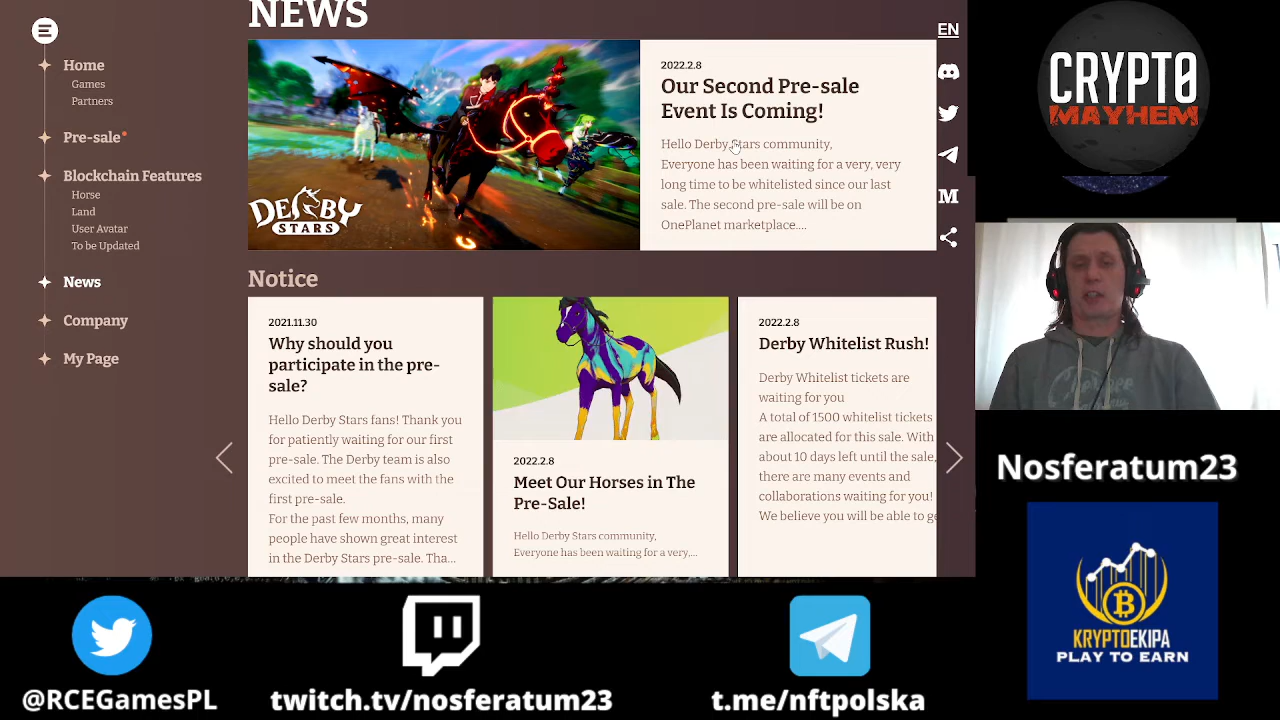 NEWS
Home
Games
Partners
Pre-sale
Blockchain Features
Horse
Land
User Avatar
To be Updated
News
Company
My Page
DERBY
STARS
2022.2.8
Our Second Pre-sale
Event Is Coming!
Hello Derby Stars community,
Everyone has been waiting for a very, very
long time to be whitelisted since our last
sale. The second pre-sale will be on
OnePlanet marketplace....
EN
M
Notice
2021.11.30
Why should you
participate in the pre-
sale?
Hello Derby Stars fans! Thank you
for patiently waiting for our first
pre-sale. The Derby team is also
excited to meet the fans with the
first pre-sale.
For the past few months, many
people have shown great interest
in the Derby Stars pre-sale. Tha...
2022.2.8
Meet Our Horses in The
Pre-Sale!
Hello Derby Stars community,
Everyone has been waiting for a very,...
2022.2.8
Derby Whitelist Rush!
Derby Whitelist tickets are
waiting for you
A total of 1500 whitelist tickets
are allocated for this sale. With
about 10 days left until the sale,
there are many events and
collaborations waiting for you!
We believe you will be able to
CRYPTO
MAYHEM
Nosferatum23
KRYPTOEKIPA
PLAY TO EARN
@RCEGamesPL
twitch.tv/nosferatum23
t.me/nftpolska